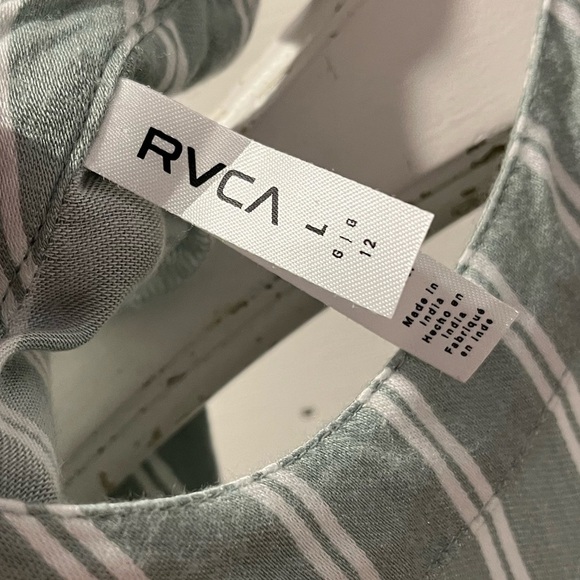 RVCA
L
G / G
12
Made in
India
Hecho en
India
Fabriqué
en Inde